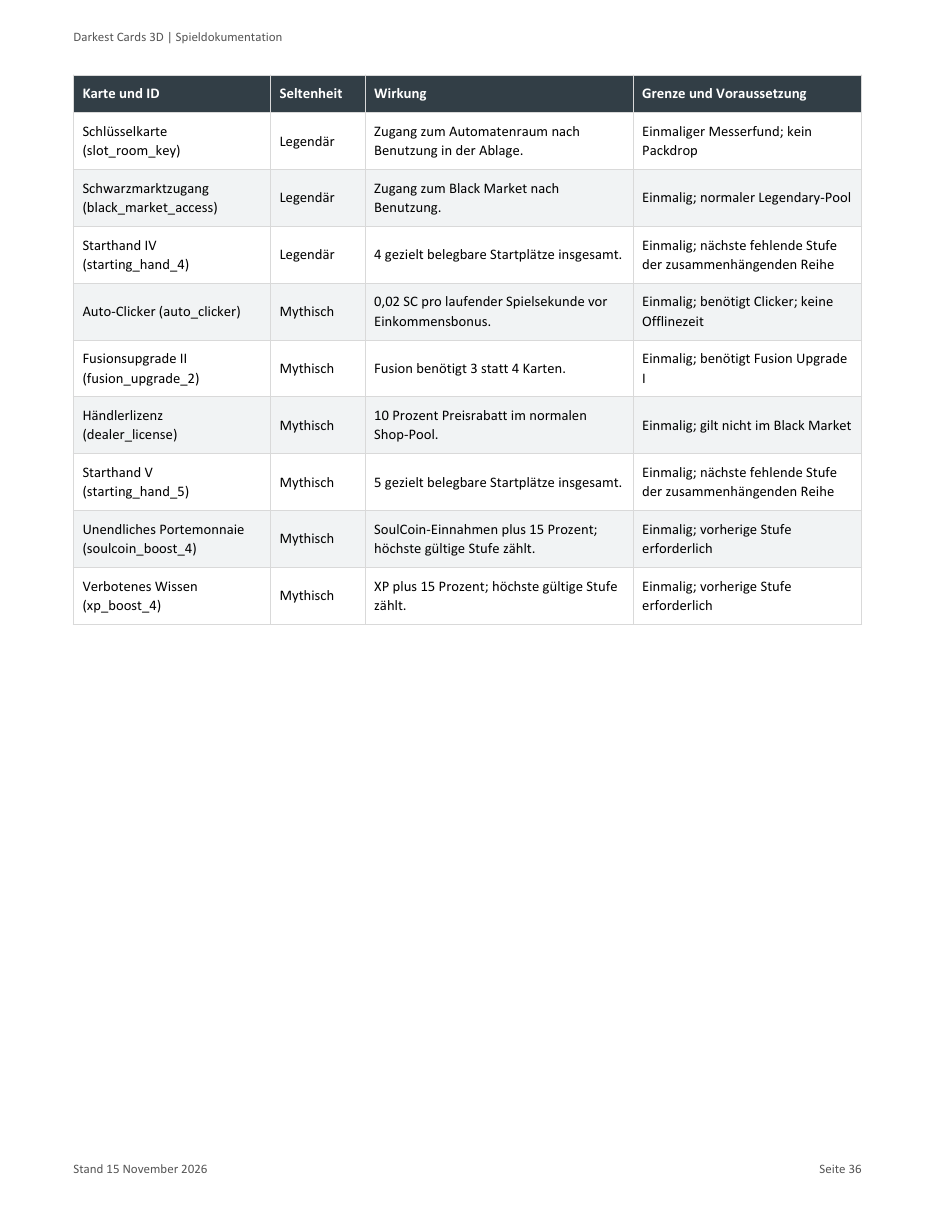 Darkest Cards 3D | Spieldokumentation
Karte und ID Seltenheit Wirkung Grenze und Voraussetzung
Schlüsselkarte
(slot_room_key)
Legendär
Zugang zum Automatenraum nach
Benutzung in der Ablage.
Einmaliger Messerfund; kein
Packdrop
Schwarzmarktzugang
(black_market_access)
Legendär
Zugang zum Black Market nach
Benutzung.
Einmalig; normaler Legendary-Pool
Starthand IV
(starting_hand_4)
Legendär
4 gezielt belegbare Startplätze insgesamt.
Einmalig; nächste fehlende Stufe
der zusammenhängenden Reihe
Auto-Clicker (auto_clicker)
Mythisch
0,02 SC pro laufender Spielsekunde vor
Einkommensbonus.
Einmalig; benötigt Clicker; keine
Offlinezeit
Fusionsupgrade II
(fusion_upgrade_2)
Mythisch
Fusion benötigt 3 statt 4 Karten.
Einmalig; benötigt Fusion Upgrade
I
Händlerlizenz
(dealer_license)
Mythisch
10 Prozent Preisrabatt im normalen
Shop-Pool.
Einmalig; gilt nicht im Black Market
Starthand V
(starting_hand_5)
Mythisch
5 gezielt belegbare Startplätze insgesamt.
Einmalig; nächste fehlende Stufe
der zusammenhängenden Reihe
Unendliches Portemonnaie
(soulcoin_boost_4)
Mythisch
SoulCoin-Einnahmen plus 15 Prozent;
höchste gültige Stufe zählt.
Einmalig; vorherige Stufe
erforderlich
Verbotenes Wissen
(xp_boost_4)
Mythisch
XP plus 15 Prozent; höchste gültige Stufe
zählt.
Einmalig; vorherige Stufe
erforderlich
Stand 15 November 2026 Seite 36